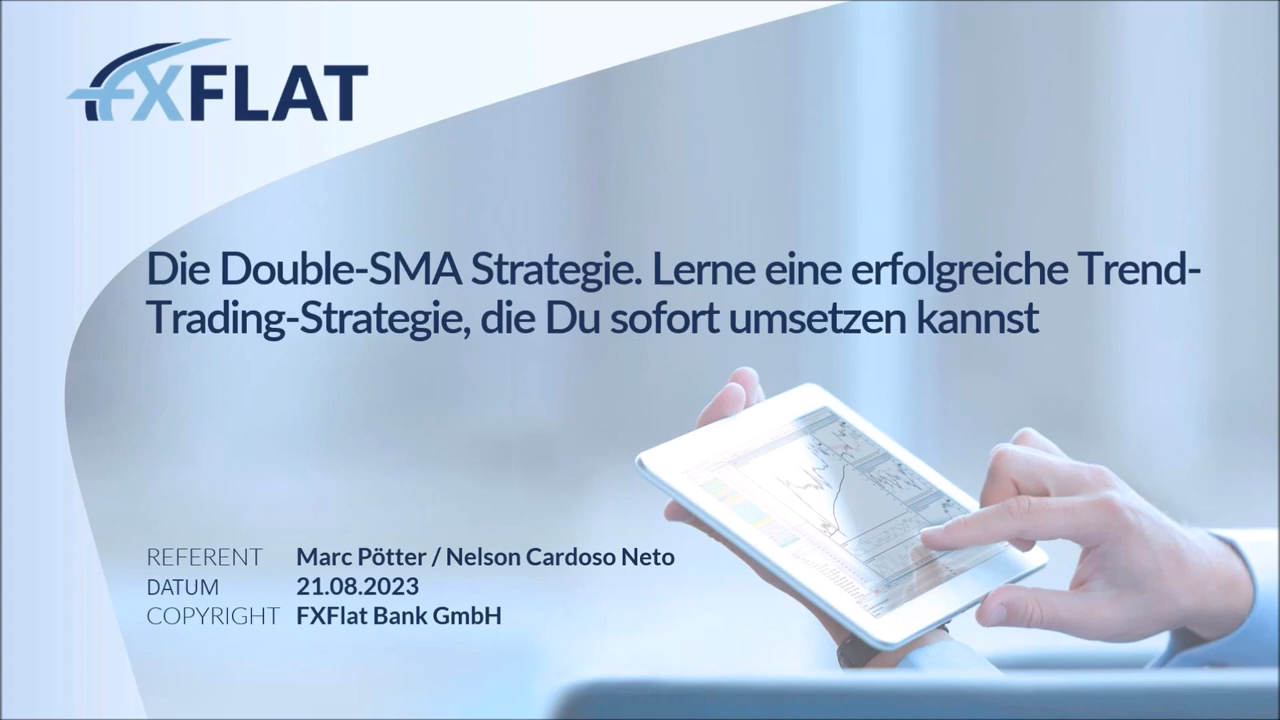 FXFLAT
Die Double-SMA Strategie. Lerne eine erfolgreiche Trend-
Trading-Strategie, die Du sofort umsetzen kannst
REFERENT Marc Pötter / Nelson Cardoso Neto
DATUM 21.08.2023
COPYRIGHT FXFlat Bank GmbH